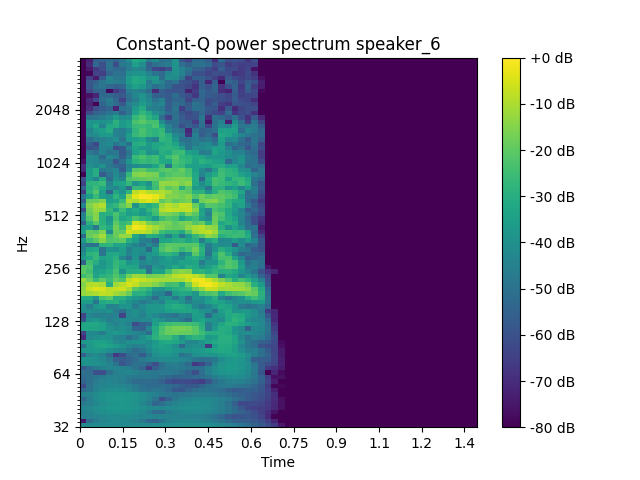 Constant-Q power spectrum speaker_6
+0 dB
-10 dB
-20 dB
-30 dB
-40 dB
-50 dB
-60 dB
-70 dB
-80 dB
Hz
2048
1024
512
256
128
64
32
0 0.15 0.3 0.45 0.6 0.75 0.9 1.1 1.2 1.4
Time